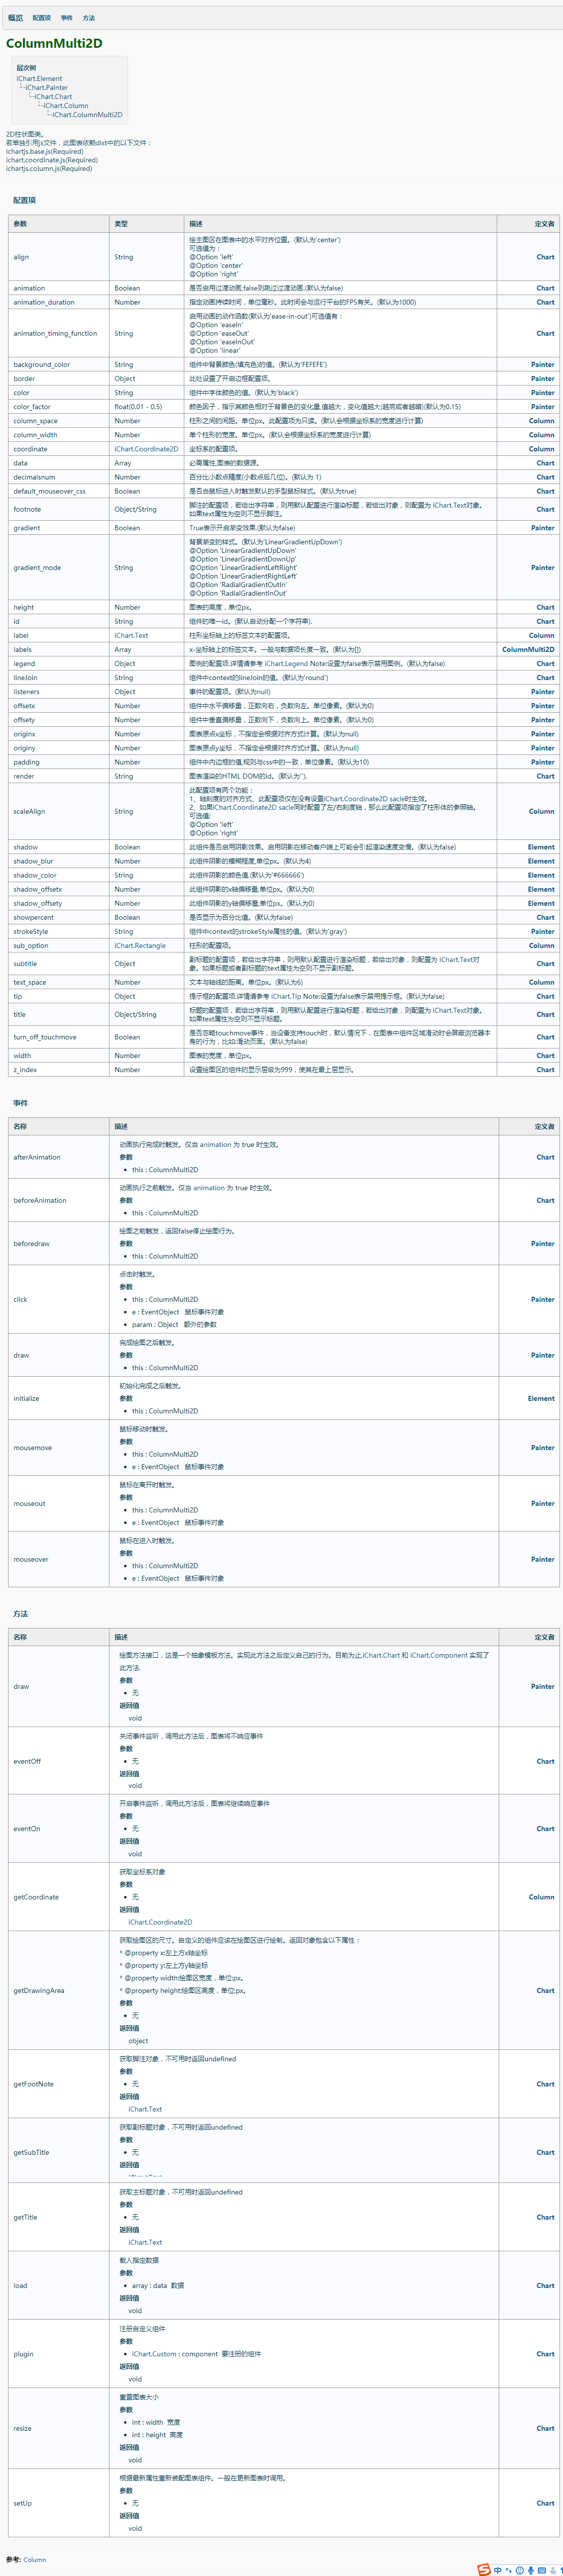 概览 配置项 事件 方法
ColumnMulti2D
层次树
iChart.Element
iChart.Painter
iChart.Chart
iChart.Column
iChart.ColumnMulti2D
2D柱状图类。
若单独引用js文件，此图表依赖dist中的以下文件：
ichartjs.base.js(Required)
ichart.coordinate.js(Required)
ichartjs.column.js(Required)
配置项
参数 类型 描述 定义者
绘主图区在图表中的水平对齐位置。(默认为'center')
可选值为：
@Option 'left'
align String @Option 'center' Chart
@Option 'right'
animation Boolean 是否启用过渡动画,false则跳过过渡动画.(默认为false) Chart
animation_duration Number 指定动画持续时间，单位毫秒。此时间会与运行平台的FPS有关。(默认为1000) Chart
启用动画的动作函数(默认为'ease-in-out')可选值有：
@Option 'easeIn'
animation_timing_function String @Option 'easeOut' Chart
@Option 'easeInOut'
@Option 'linear'
background_color String 组件中背景颜色(填充色)的值。(默认为'FEFEFE') Painter
border Object 此处设置了开启边框配置项。 Painter
color String 组件中字体颜色的值。(默认为'black') Painter
color_factor float(0.01 - 0.5) 颜色因子，指示其颜色相对于背景色的变化量,值越大，变化值越大(越亮或者越暗)(默认为0.15) Painter
column_space Number 柱形之间的间距。单位px。此配置项为只读。(默认会根据坐标系的宽度进行计算) Column
column_width Number 单个柱形的宽度。单位px。(默认会根据坐标系的宽度进行计算) Column
coordinate iChart.Coordinate2D 坐标系的配置项。 Column
data Array 必需属性,图表的数据源。 Chart
decimalsnum Number 百分比小数点精度(小数点后几位)。(默认为 1) Chart
default_mouseover_css Boolean 是否当鼠标进入时触发默认的手型鼠标样式。(默认为true) Chart
footnote Object/String 脚注的配置项，若给出字符串，则用默认配置进行渲染标题，若给出对象，则配置为 iChart.Text对象。 Chart
如果text属性为空则不显示脚注。
gradient Boolean True表示开启渐变效果.(默认为false) Painter
背景渐变的样式。(默认为'LinearGradientUpDown')
@Option 'LinearGradientUpDown'
@Option 'LinearGradientDownUp'
gradient_mode String @Option 'LinearGradientLeftRight' Painter
@Option 'LinearGradientRightLeft'
@Option 'RadialGradientOutIn'
@Option 'RadialGradientInOut'
height Number 图表的高度，单位px。 Chart
id String 组件的唯一id。(默认自动分配一个字符串). Chart
label iChart.Text 柱形坐标轴上的标签文本的配置项。 Column
labels Array x-坐标轴上的标签文本。一般与数据项长度一致。(默认为[]) ColumnMulti2D
legend Object 图例的配置项.详情请参考 iChart.Legend Note:设置为false表示禁用图例。(默认为false) Chart
lineJoin String 组件中context的lineJoin的值。(默认为'round') Chart
listeners Object 事件的配置项。(默认为null) Painter
offsetx Number 组件中水平偏移量，正数向右，负数向左。单位像素。(默认为0) Painter
offsety Number 组件中垂直偏移量，正数向下，负数向上。单位像素。(默认为0) Painter
originx Number 图表原点x坐标，不指定会根据对齐方式计算。(默认为null) Painter
originy Number 图表原点y坐标，不指定会根据对齐方式计算。(默认为null) Painter
padding Number 组件中内边框的值,规则与css中的一致，单位像素。(默认为10) Painter
render String 图表渲染的HTML DOM的id。(默认为''). Chart
此配置项有两个功能：
1、轴刻度的对齐方式，此配置项仅在没有设置iChart.Coordinate2D sacle时生效。
scaleAlign String 2、如果iChart.Coordinate2D sacle同时配置了左/右刻度轴，那么此配置项指定了柱形体的参照轴。 Column
可选值:
@Option 'left'
@Option 'right'
shadow Boolean 此组件是否启用阴影效果。启用阴影在移动客户端上可能会引起渲染速度变慢。(默认为false) Element
shadow_blur Number 此组件阴影的模糊程度,单位px。(默认为4) Element
shadow_color String 此组件阴影的颜色值.(默认为'#666666') Element
shadow_offsetx Number 此组件阴影的x轴偏移量,单位px。(默认为0) Element
shadow_offsety Number 此组件阴影的y轴偏移量,单位px。(默认为0) Element
showpercent Boolean 是否显示为百分比值。(默认为false) Chart
strokeStyle String 组件中context的strokeStyle属性的值。(默认为'gray') Painter
sub_option iChart.Rectangle 柱形的配置项。 Column
subtitle Object 副标题的配置项，若给出字符串，则用默认配置进行渲染标题，若给出对象，则配置为 iChart.Text对 Chart
象。如果标题或者副标题的text属性为空则不显示副标题。
text_space Number 文本与轴线的距离。单位px。(默认为6) Column
tip Object 提示框的配置项.详情请参考 iChart.Tip Note:设置为false表示禁用提示框。(默认为false) Chart
title Object/String 标题的配置项，若给出字符串，则用默认配置进行渲染标题，若给出对象，则配置为 iChart.Text对象。 Chart
如果text属性为空则不显示标题。
turn_off_touchmove Boolean 是否忽略touchmove事件，当设备支持touch时，默认情况下，在图表中组件区域滑动时会屏蔽浏览器本 Chart
身的行为，比如:滑动页面。(默认为false)
width Number 图表的宽度，单位px。 Chart
z_index Number 设置绘图区的组件的显示层级为999，使其在最上层显示。 Chart
事件
名称 描述 定义者
动画执行完成时触发。仅当 animation 为 true 时生效。
afterAnimation 参数 Chart
this : ColumnMulti2D
动画执行之前触发。仅当 animation 为 true 时生效。
beforeAnimation 参数 Chart
this : ColumnMulti2D
绘图之前触发，返回false停止绘图行为。
beforedraw 参数 Painter
this : ColumnMulti2D
点击时触发。
参数
click this : ColumnMulti2D Painter
e : EventObject 鼠标事件对象
param : Object 额外的参数
完成绘图之后触发。
draw 参数 Painter
this : ColumnMulti2D
初始化完成之后触发。
initialize 参数 Element
this : ColumnMulti2D
鼠标移动时触发。
参数
mousemove this : ColumnMulti2D Painter
e : EventObject 鼠标事件对象
鼠标在离开时触发。
参数
mouseout this : ColumnMulti2D Painter
e : EventObject 鼠标事件对象
鼠标在进入时触发。
参数
mouseover this : ColumnMulti2D Painter
e : EventObject 鼠标事件对象
方法
名称 描述 定义者
绘图方法接口，这是一个抽象模板方法。实现此方法之后定义自己的行为。目前为止,iChart.Chart 和 iChart.Component 实现了
此方法.
draw 参数 Painter
无
返回值
void
关闭事件监听，调用此方法后，图表将不响应事件
参数
eventOff 无 Chart
返回值
void
开启事件监听，调用此方法后，图表将继续响应事件
参数
eventOn 无 Chart
返回值
void
获取坐标系对象
参数
getCoordinate 无 Column
返回值
iChart.Coordinate2D
获取绘图区的尺寸。自定义的组件应该在绘图区进行绘制。返回对象包含以下属性：
* @property x:左上方x轴坐标
* @property y:左上方y轴坐标
* @property width:绘图区宽度，单位:px。
getDrawingArea * @property height:绘图区高度，单位:px。 Chart
参数
无
返回值
object
获取脚注对象，不可用时返回undefined
参数
getFootNote 无 Chart
返回值
iChart.Text
获取副标题对象，不可用时返回undefined
参数
getSubTitle 无 Chart
返回值
获取主标题对象，不可用时返回undefined
参数
getTitle 无 Chart
返回值
iChart.Text
载入指定数据
参数
load array : data 数据 Chart
返回值
void
注册自定义组件
参数
plugin iChart.Custom : component 要注册的组件 Chart
返回值
void
重置图表大小
参数
int : width 宽度
resize int : height 高度 Chart
返回值
void
根据最新属性重新装配图表组件。一般在更新图表时调用。
参数
setUp 无 Chart
返回值
void
参考: Column
S 中